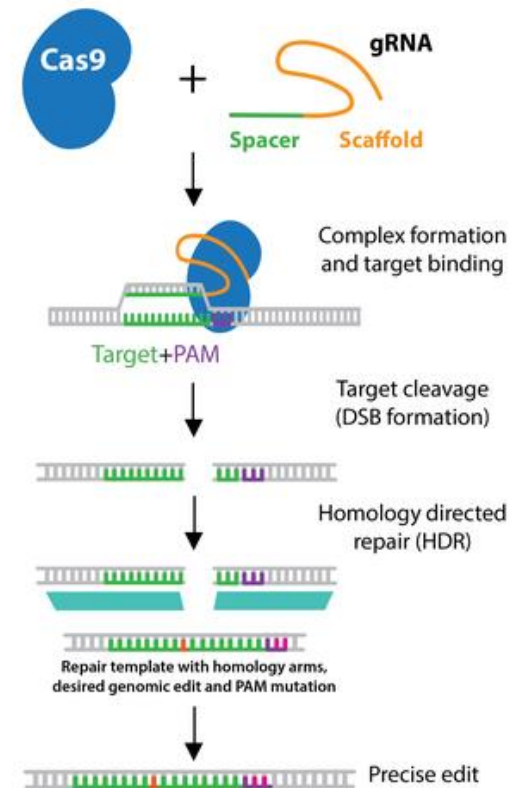 Cas9
+
gRNA
Spacer
Scaffold
Complex formation
and target binding
Target+PAM
Target cleavage
(DSB formation)
Homology directed
repair (HDR)
Repair template with homology arms,
desired genomic edit and PAM mutation
Precise edit